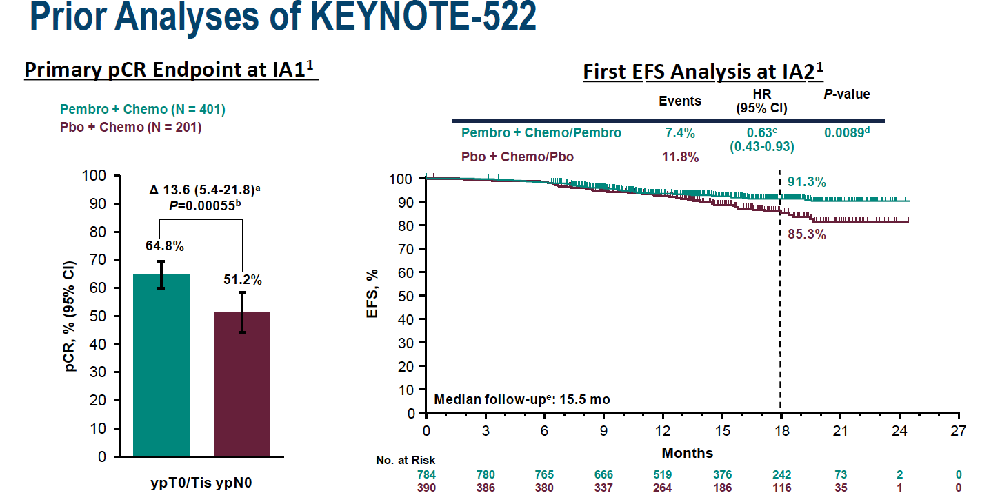 Prior Analyses of KEYNOTE-522
Primary pCR Endpoint at IA1¹
Pembro + Chemo (N = 401)
Pbo + Chemo (N = 201)
100
90
80
70
60
50
40
30
20
10
0
pCR, % (95% CI)
Δ 13.6 (5.4-21.8)ᵃ
P=0.00055ᵇ
64.8%
51.2%
ypT0/Tis ypN0
First EFS Analysis at IA2¹
Events HR (95% CI) P-value
Pembro + Chemo/Pembro 7.4% 0.63ᶜ 0.0089ᵈ
(0.43-0.93)
Pbo + Chemo/Pbo 11.8%
100
90
80
70
60
50
40
30
20
10
0
EFS, %
91.3%
85.3%
Median follow-upᵉ: 15.5 mo
0 3 6 9 12 15 18 21 24 27
Months
No. at Risk
784 780 765 666 519 376 242 73 2 0
390 386 380 337 264 186 116 35 1 0